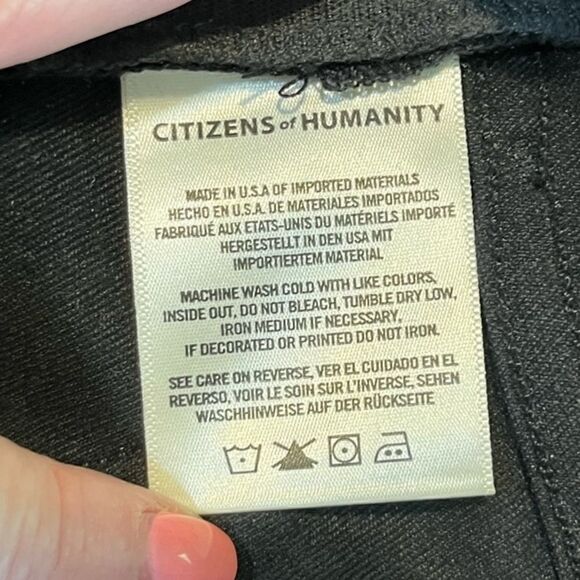 CITIZENS of HUMANITY
MADE IN U.S.A OF IMPORTED MATERIALS
HECHO EN U.S.A. DE MATERIALES IMPORTADOS
FABRIQUÉ AUX ETATS-UNIS DU MATÉRIELS IMPORTÉ
HERGESTELLT IN DEN USA MIT
IMPORTIERTEM MATERIAL
MACHINE WASH COLD WITH LIKE COLORS,
INSIDE OUT, DO NOT BLEACH, TUMBLE DRY LOW,
IRON MEDIUM IF NECESSARY.
IF DECORATED OR PRINTED DO NOT IRON.
SEE CARE ON REVERSE, VER EL CUIDADO EN EL
REVERSO, VOIR LE SOIN SUR L'INVERSE, SEHEN
WASCHHINWEISE AUF DER RÜCKSEITE